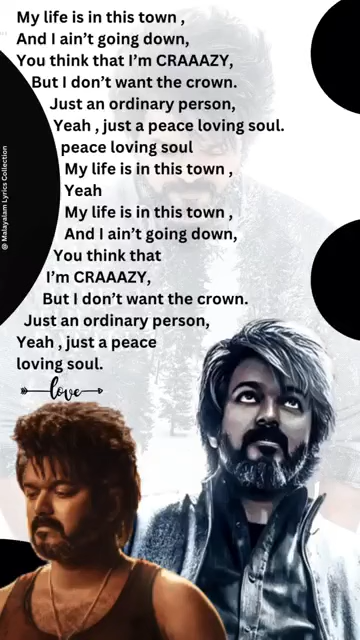 My life is in this town ,
And I ain’t going down,
You think that I’m CRAAAZY,
But I don’t want the crown.
Just an ordinary person,
Yeah , just a peace loving soul.
peace loving soul
My life is in this town ,
Yeah
My life is in this town ,
And I ain’t going down,
You think that
I’m CRAAAZY,
But I don’t want the crown.
Just an ordinary person,
Yeah , just a peace
loving soul.
love
@ Malayalam Lyrics Collection